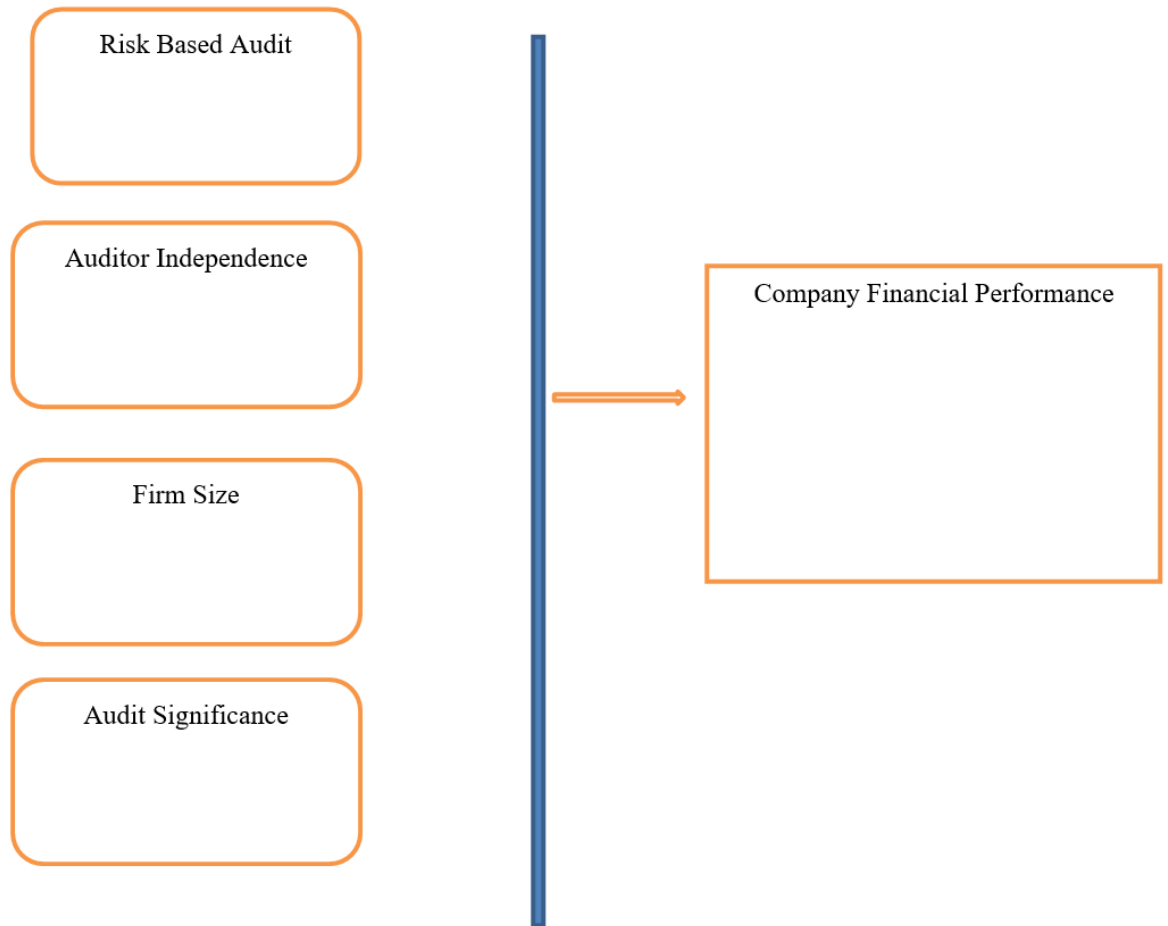 Risk Based Audit
Auditor Independence
Company Financial Performance
Firm Size
Audit Significance